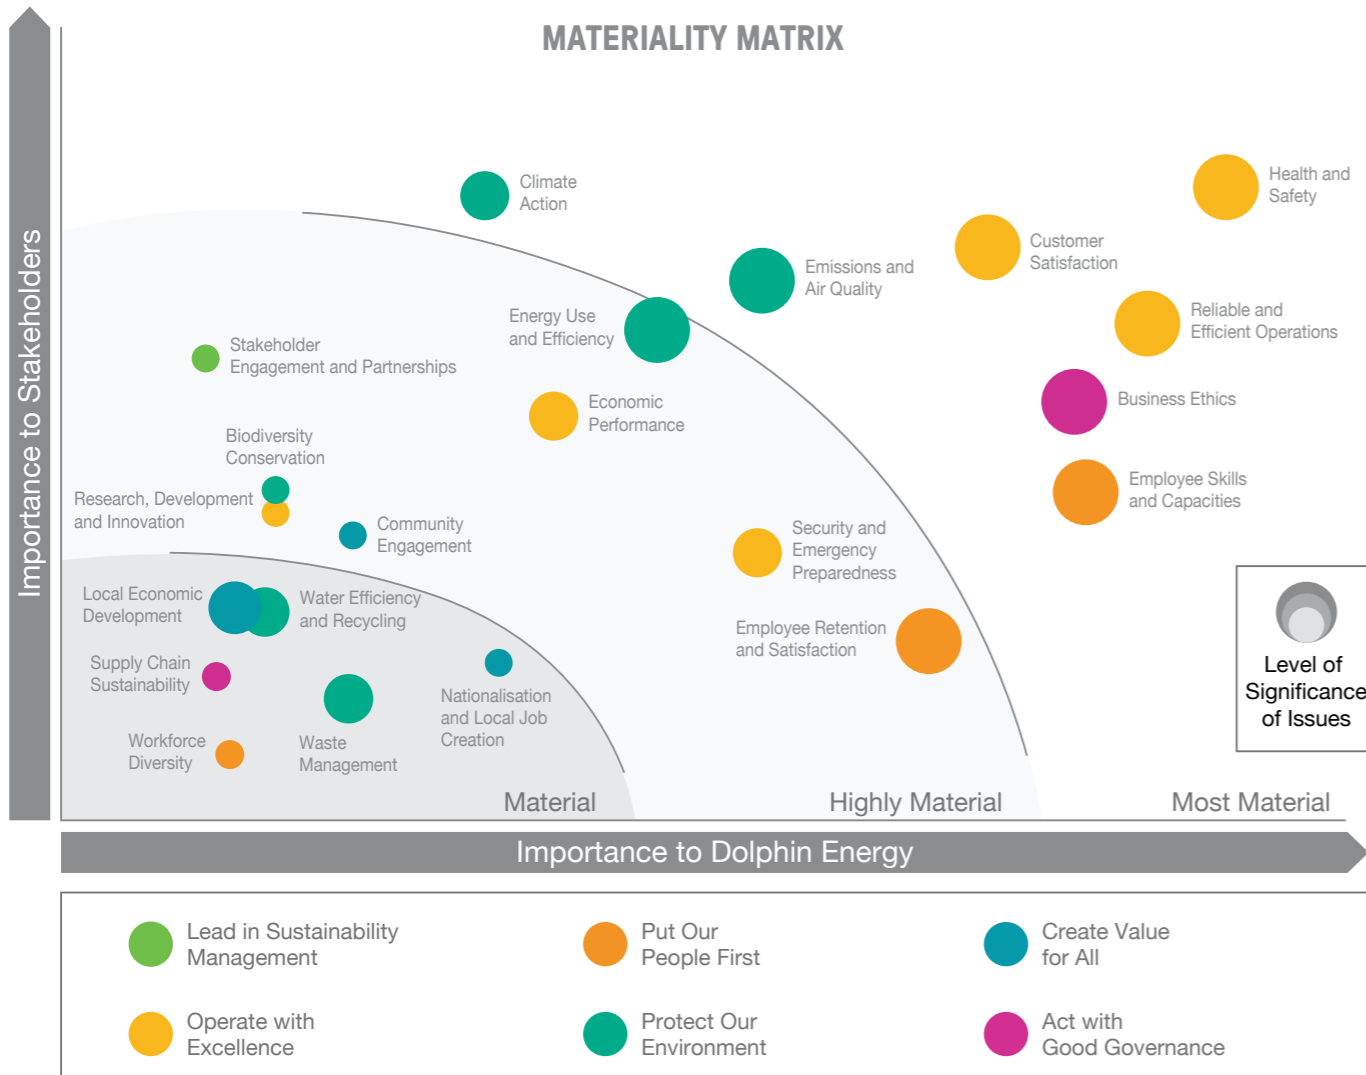 MATERIALITY MATRIX
Importance to Stakeholders
Climate
Action
Health and
Safety
Customer
Satisfaction
Emissions and
Air Quality
Energy Use
and Efficiency
Reliable and
Efficient Operations
Stakeholder
Engagement and Partnerships
Economic
Performance
Business Ethics
Biodiversity
Conservation
Research, Development
and Innovation
Community
Engagement
Employee Skills
and Capacities
Security and
Emergency
Preparedness
Local Economic
Development
Water Efficiency
and Recycling
Employee Retention
and Satisfaction
Supply Chain
Sustainability
Nationalisation
and Local Job
Creation
Workforce
Diversity
Waste
Management
Level of
Significance
of Issues
Material
Highly Material
Most Material
Importance to Dolphin Energy
Lead in Sustainability
Management
Put Our
People First
Create Value
for All
Operate with
Excellence
Protect Our
Environment
Act with
Good Governance